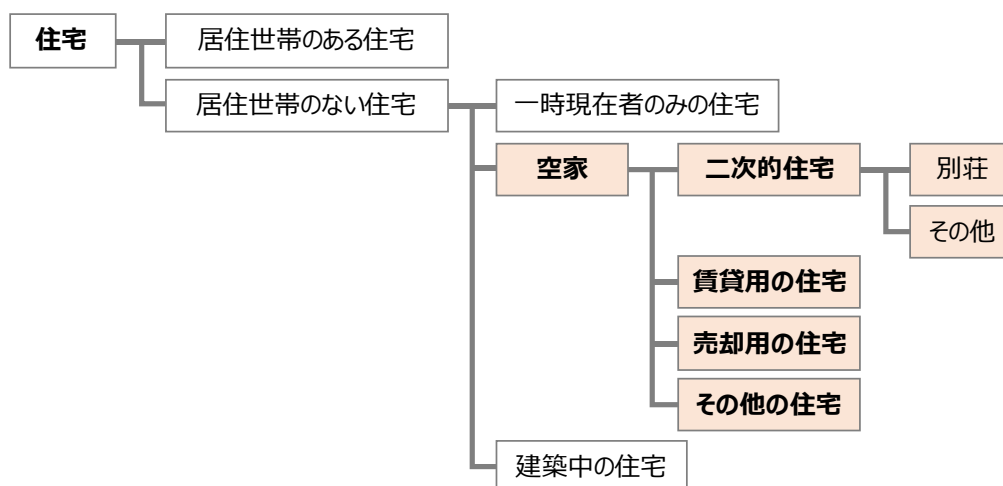 住宅
居住世帯のある住宅
居住世帯のない住宅
一時現在者のみの住宅
空家
二次的住宅
別荘
その他
賃貸用の住宅
売却用の住宅
その他の住宅
建築中の住宅